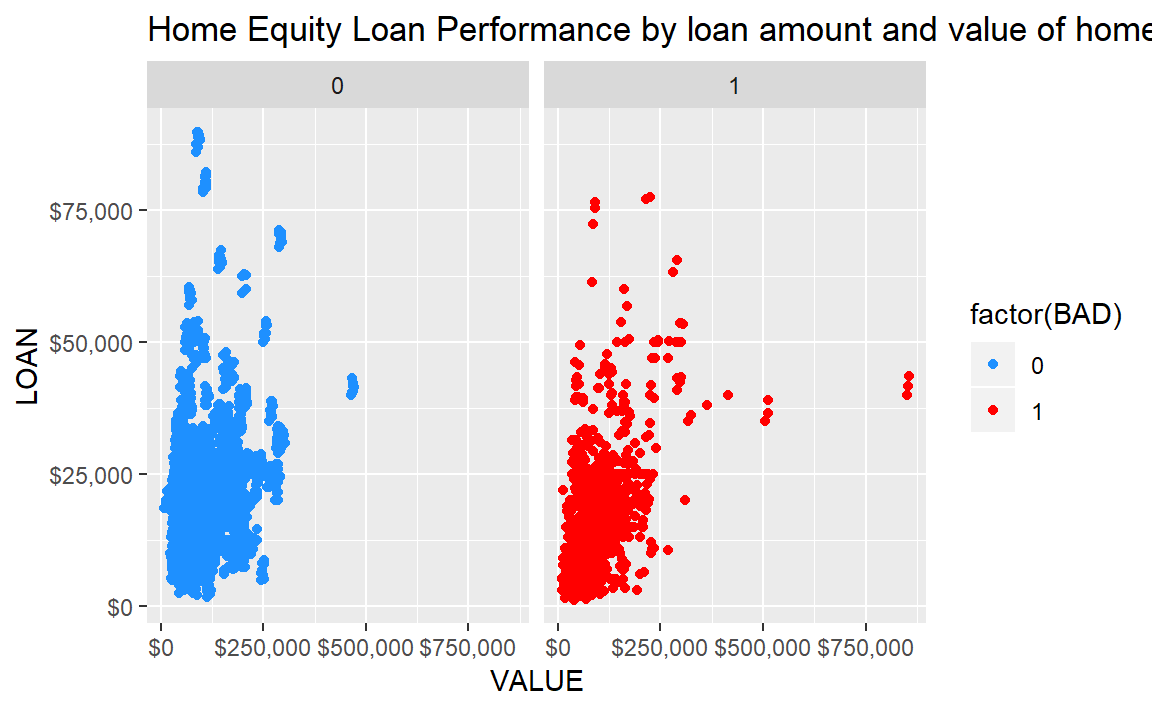 Home Equity Loan Performance by loan amount and value of home
0
1
$75,000
$50,000
$25,000
$0
LOAN
$0 $250,000 $500,000 $750,000
$0 $250,000 $500,000 $750,000
VALUE
factor(BAD)
0
1